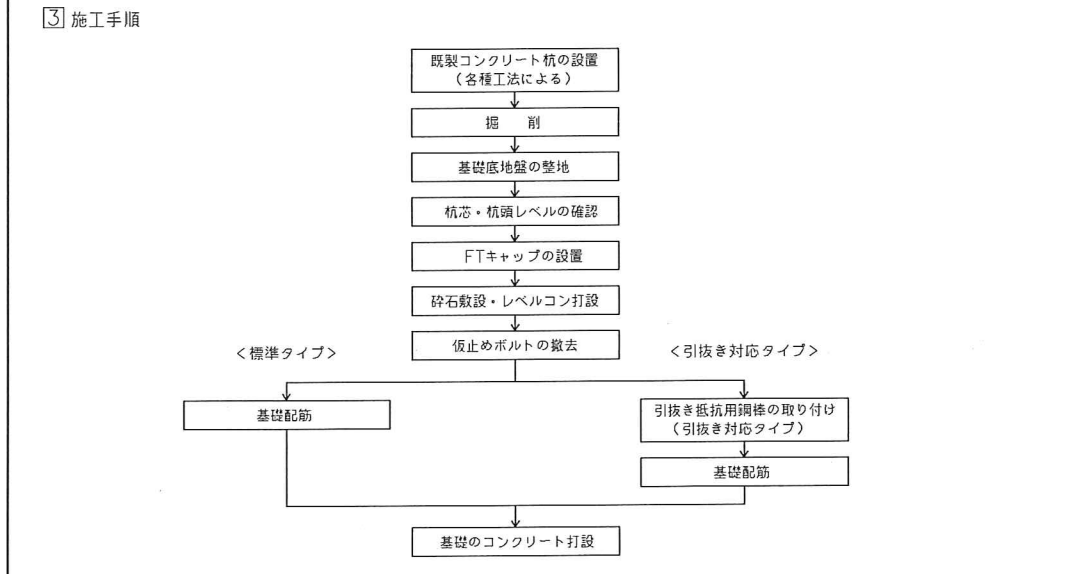 3 施工手順
既製コンクリート杭の設置
（各種工法による）
掘　削
基礎底地盤の整地
杭芯・杭頭レベルの確認
FTキャップの設置
砕石敷設・レベルコン打設
仮止めボルトの撤去
＜標準タイプ＞
＜引抜き対応タイプ＞
基礎配筋
引抜き抵抗用鋼棒の取り付け
（引抜き対応タイプ）
基礎配筋
基礎のコンクリート打設